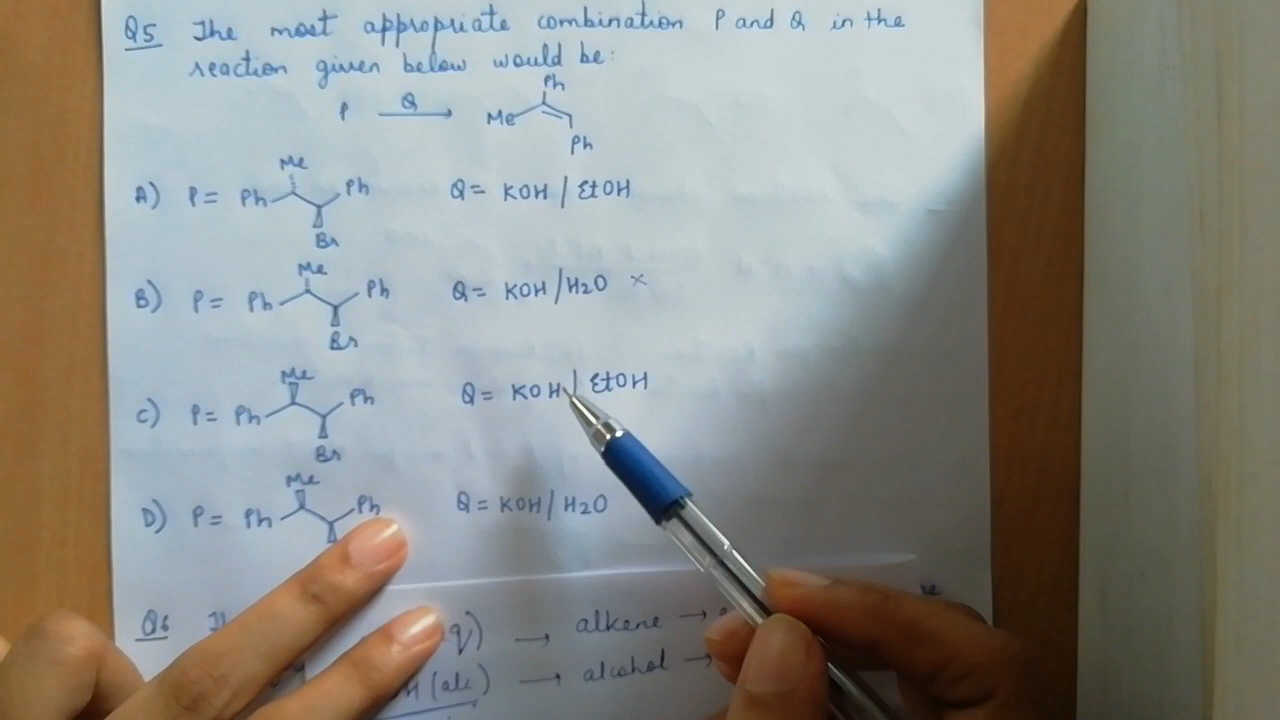 Q5 The most appropriate combination P and Q in the
reaction given below would be:
P Q → Me Ph Ph
A) P= Ph Me Ph Br Q= KOH / EtOH
B) P= Ph Me Ph Br Q= KOH / H2O ×
C) P= Ph Me Ph Br Q= KOH / EtOH
D) P= Ph Me Ph Q= KOH / H2O
Q6
q) → alkene →
(alc) → alcohol →